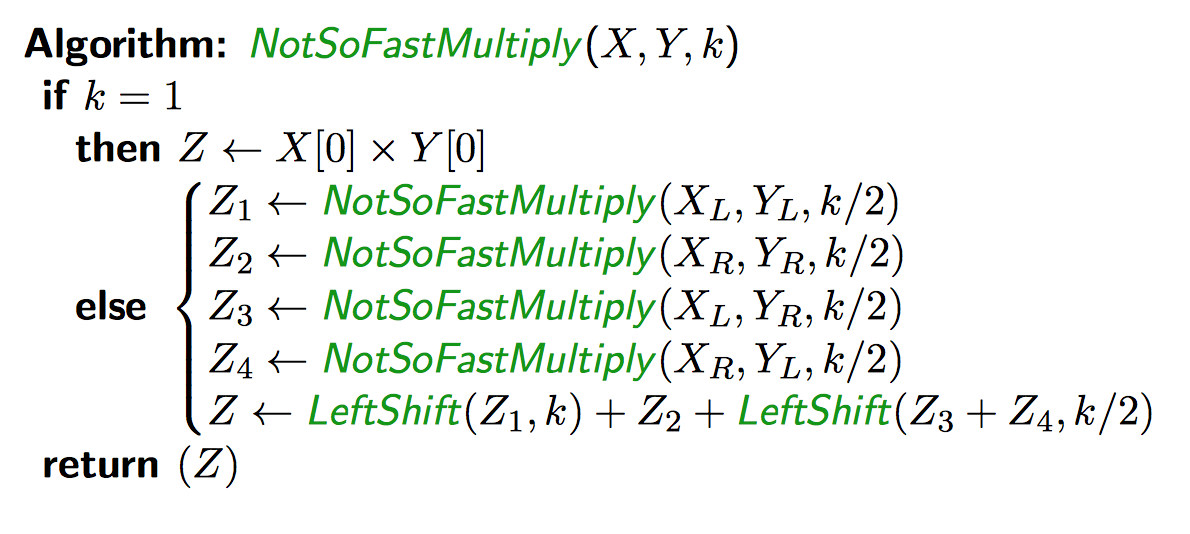 Algorithm: NotSoFastMultiply(X, Y, k)
if k = 1
then Z ← X[0] × Y[0]
Z₁ ← NotSoFastMultiply(X_L, Y_L, k/2)
Z₂ ← NotSoFastMultiply(X_R, Y_R, k/2)
else { Z₃ ← NotSoFastMultiply(X_L, Y_R, k/2)
Z₄ ← NotSoFastMultiply(X_R, Y_L, k/2)
Z ← LeftShift(Z₁, k) + Z₂ + LeftShift(Z₃ + Z₄, k/2)
return (Z)